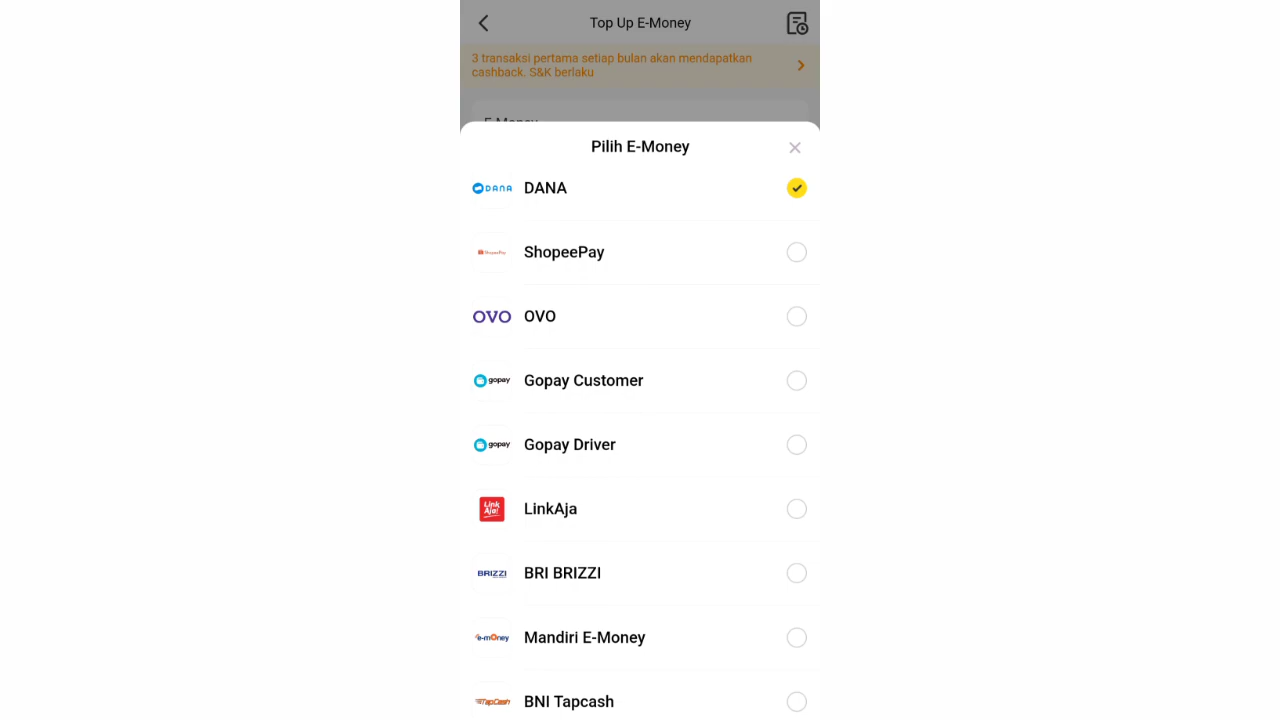 Top Up E-Money
3 transaksi pertama setiap bulan akan mendapatkan
cashback. S&K berlaku
E-Money
Pilih E-Money
DANA DANA
ShopeePay ShopeePay
OVO OVO
gopay Gopay Customer
gopay Gopay Driver
Link Aja! LinkAja
BRIZZI BRI BRIZZI
e-money Mandiri E-Money
TapCash BNI Tapcash